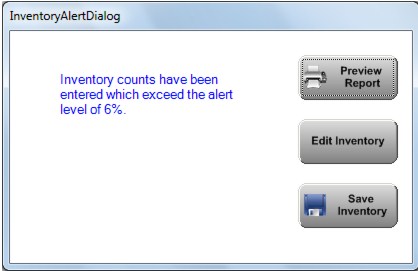 InventoryAlertDialog
Inventory counts have been
entered which exceed the alert
level of 6%.
Preview
Report
Edit Inventory
Save
Inventory